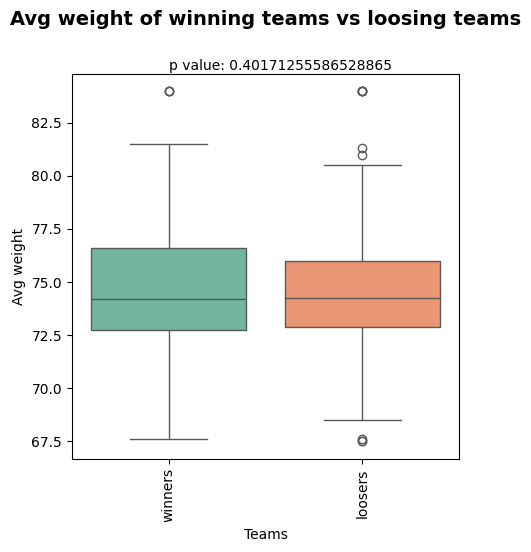 Avg weight of winning teams vs loosing teams
p value: 0.40171255586528865
Avg weight
82.5
80.0
77.5
75.0
72.5
70.0
67.5
winners
loosers
Teams